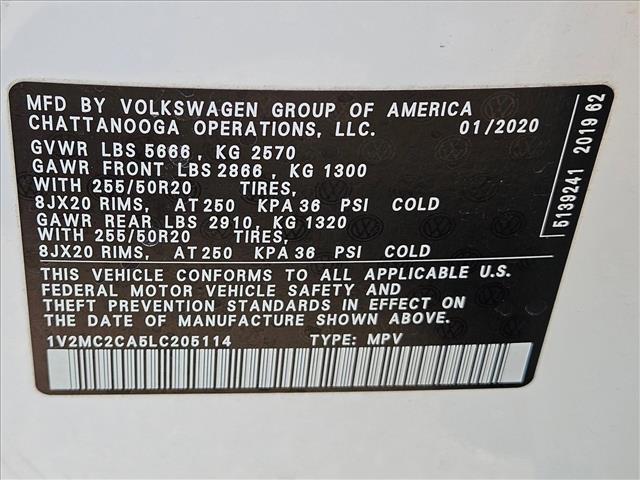 MFD BY VOLKSWAGEN GROUP OF AMERICA
CHATTANOOGA OPERATIONS, LLC. 01/2020
GVWR LBS 5666, KG 2570
GAWR FRONT LBS 2866, KG 1300
WITH 255/50R20 TIRES,
8JX20 RIMS, AT 250 KPA 36 PSI COLD
GAWR REAR LBS 2910, KG 1320
WITH 255/50R20 TIRES,
8JX20 RIMS, AT 250 KPA 36 PSI COLD
THIS VEHICLE CONFORMS TO ALL APPLICABLE U.S.
FEDERAL MOTOR VEHICLE SAFETY AND
THEFT PREVENTION STANDARDS IN EFFECT ON
THE DATE OF MANUFACTURE SHOWN ABOVE.
1V2MC2CA5LC205114 TYPE: MPV
5139241 201962